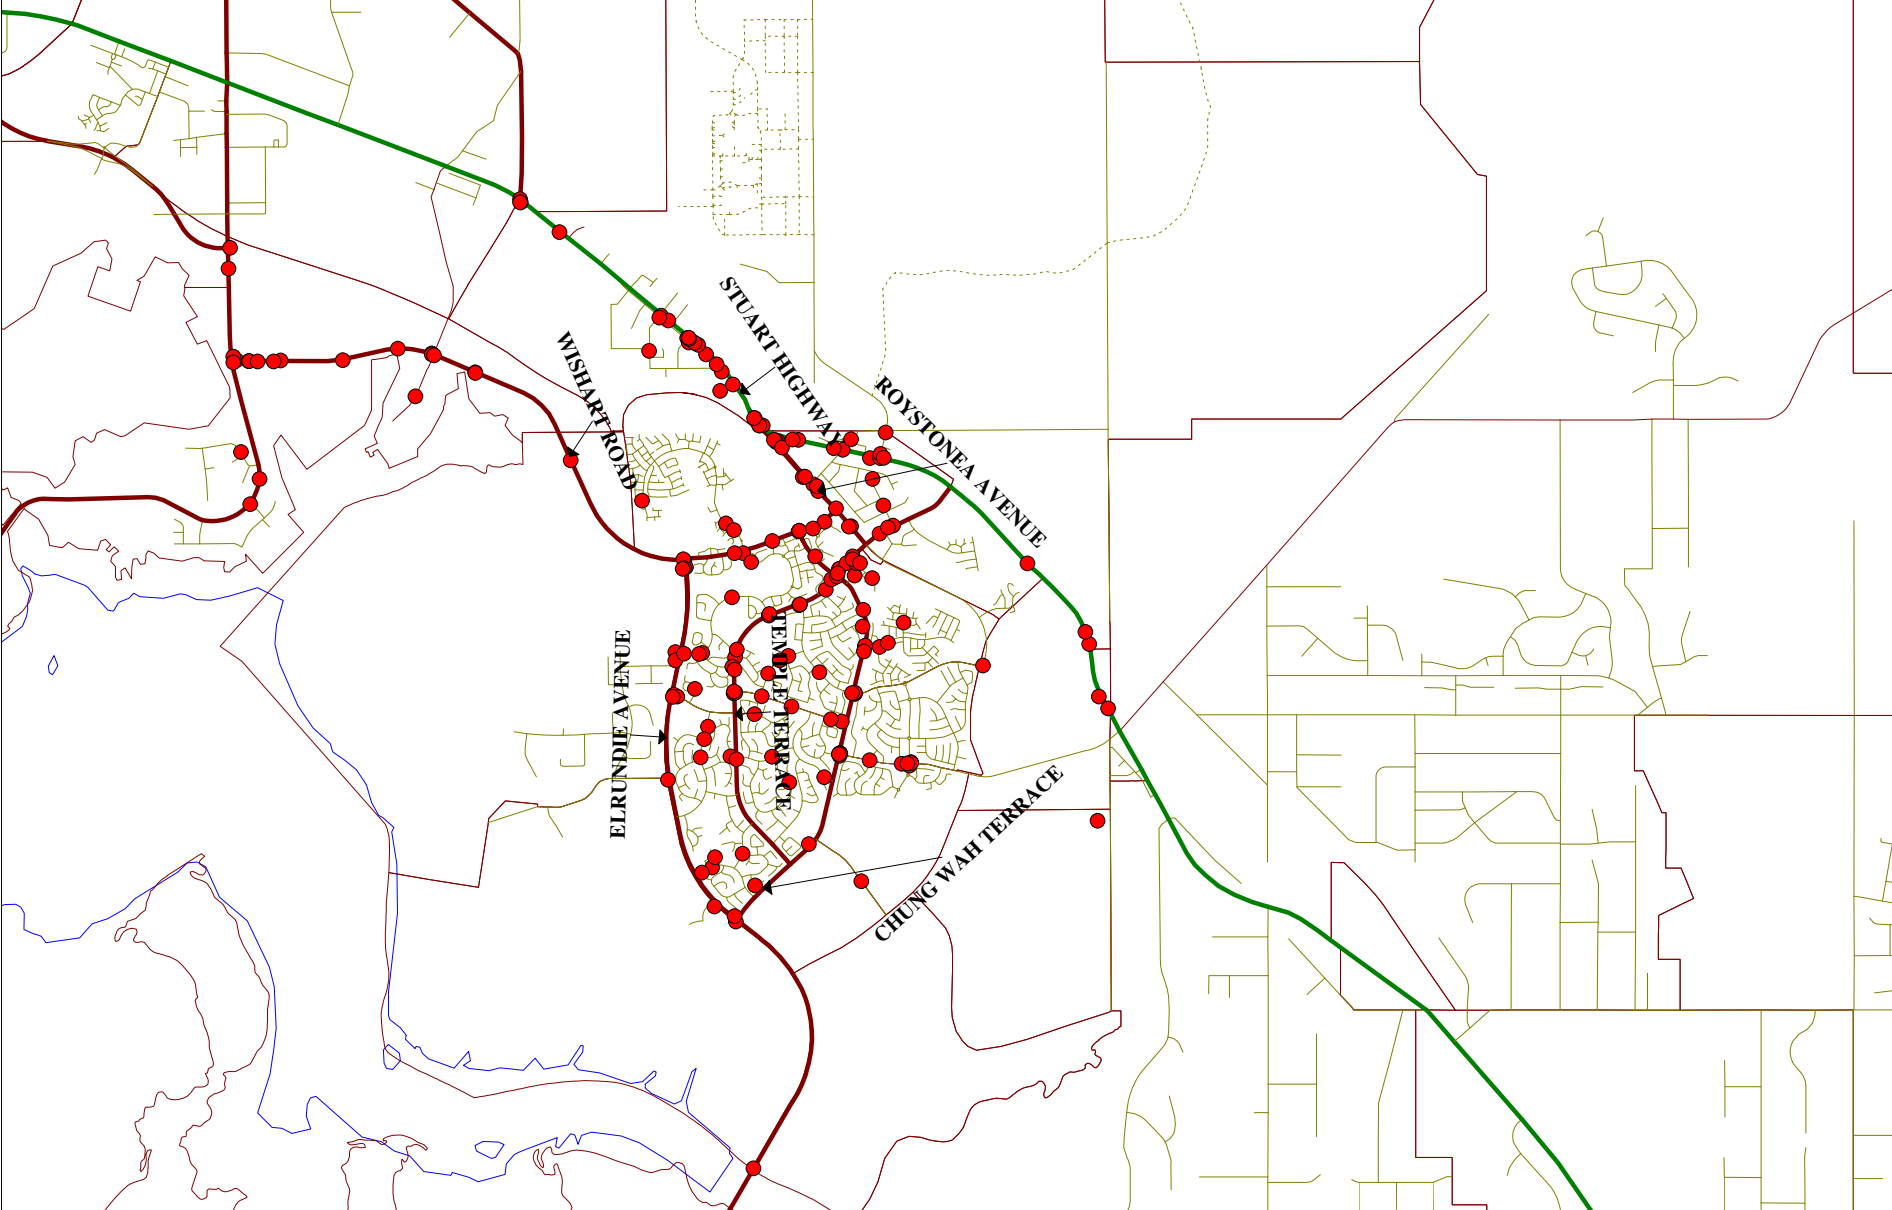 STUART HIGHWAY
WISHART ROAD
ROYSTONEA AVENUE
ELRUNDIE AVENUE
TEMPLE TERRACE
CHUNG WAH TERRACE